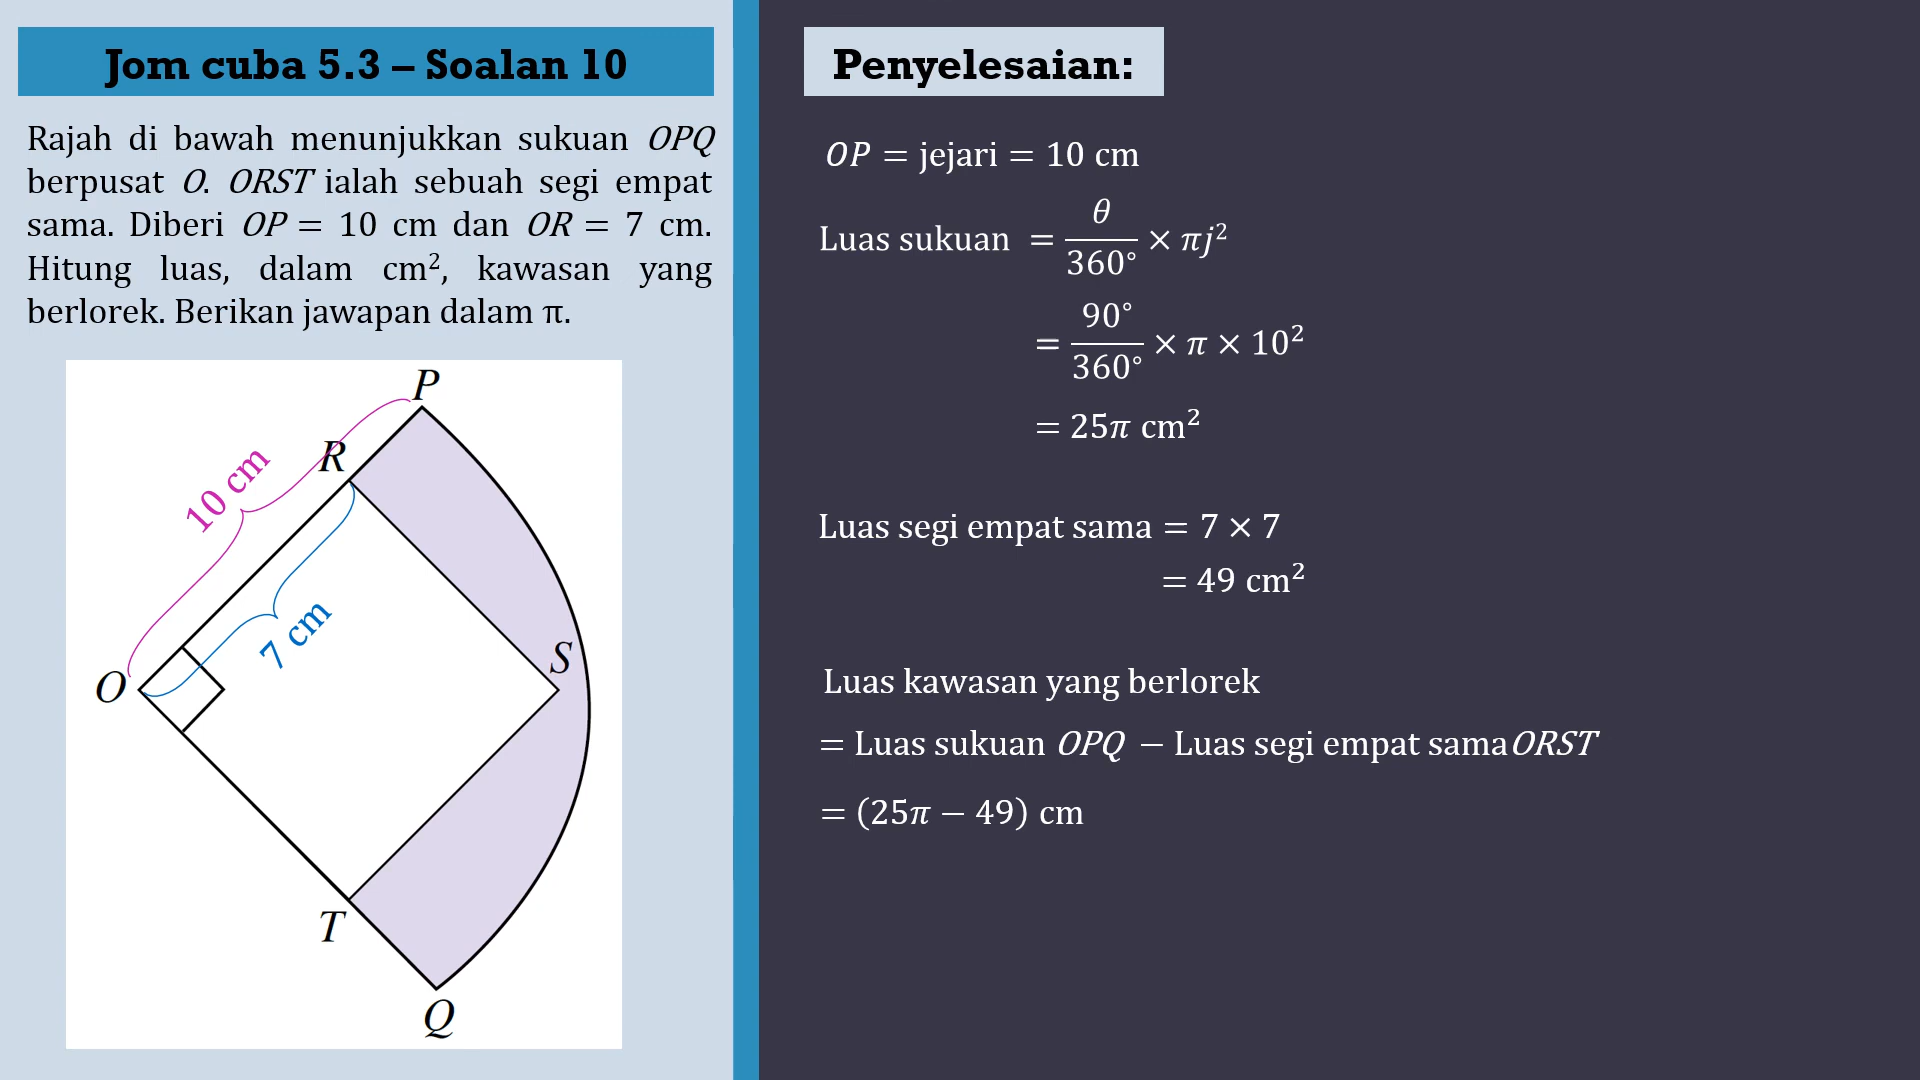 Jom cuba 5.3 – Soalan 10
Rajah di bawah menunjukkan sukuan OPQ
berpusat O. ORST ialah sebuah segi empat
sama. Diberi OP = 10 cm dan OR = 7 cm.
Hitung luas, dalam cm², kawasan yang
berlorek. Berikan jawapan dalam π.
P
R
10 cm
7 cm
S
O
T
Q
Penyelesaian:
OP = jejari = 10 cm
Luas sukuan = θ/360° × πj²
= 90°/360° × π × 10²
= 25π cm²
Luas segi empat sama = 7 × 7
= 49 cm²
Luas kawasan yang berlorek
= Luas sukuan OPQ − Luas segi empat samaORST
= (25π − 49) cm